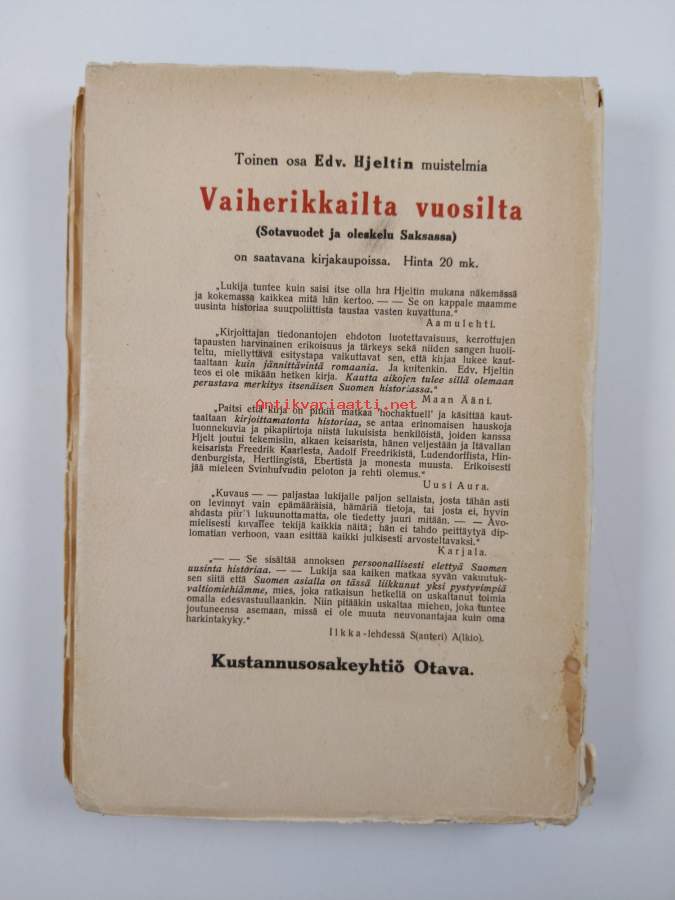 Toinen osa Edv. Hjeltin muistelmia
Vaiherikkailta vuosilta
(Sotavuodet ja oleskelu Saksassa)
on saatavana kirjakaupoissa. Hinta 20 mk.
„Lukija tuntee kuin saisi itse olla hra Hjeltin mukana näkemässä
ja kokemassa kaikkea mitä hän kertoo. — — Se on kappale maamme
uusinta historiaa suurpoliittista taustaa vasten kuvattuna.“
Aamulehti.
„Kirjoittajan tiedonantojen ehdoton luotettavaisuus, kerrottujen
tapausten harvinainen erikoisuus ja tärkeys sekä niiden sangen huoli-
teltu, miellyttävä esitystapa vaikuttavat sen, että kirjaa lukee kaut-
taaltaan kuin jännittävintä romaania. Ja kuitenkin. Edv. Hjeltin
teos ei ole mikään hetken kirja. Kautta aikojen tulee sillä olemaan
perustava merkitys itsenäisen Suomen historiassa.“
Maan Ääni.
Antikvariaatti.net
„Paitsi että kirja on pitkin matkaa 'hochaktuell' ja käsittää kaut-
taaltaan kirjoittamatonta historiaa, se antaa erinomaisen hauskoja
luonnekuvia ja pikapiirtoja niistä lukuisista henkilöistä, joiden kanssa
Hjelt joutui tekemisiin, alkaen keisarista, hänen veljestään ja Itävallan
keisarista Freedrik Kaarlesta, Aadolf Freedrikistä, Ludendorffista, Hin-
denburgista, Hertlingistä, Ebertistä ja monesta muusta. Erikoisesti
jää mieleen Svinhufvudin peloton ja rehti olemus.“
Uusi Aura.
„Kuvaus — — paljastaa lukijalle paljon sellaista, josta tähän asti
on levinnyt vain epämääräisiä, hämäriä tietoja, tai josta ei, hyvin
ahdasta piiriä lukuunottamatta, ole tiedetty juuri mitään. — — Avo-
mielisesti kuvailee tekijä kaikkia näitä; hän ei tahdo peittäytyä dip-
lomatian verhoon, vaan esittää kaikki julkisesti arvosteltavaksi.“
Karjala.
„— — Se sisältää annoksen persoonallisesti elettyä Suomen
uusinta historiaa. — — Lukija saa kaiken matkaa syvän vakuutuk-
sen siitä että Suomen asialla on tässä liikkunut yksi pystyvimpiä
valtiomiehiämme, mies, joka ratkaisun hetkellä on uskaltanut toimia
omalla edesvastuullaankin. Niin pitääkin uskaltaa miehen, joka tuntee
joutuneensa asemaan, missä ei ole muuta neuvonantajaa kuin oma
harkintakyky.“
Ilkka-lehdessä S(anteri) A(lkio).
Kustannusosakeyhtiö Otava.